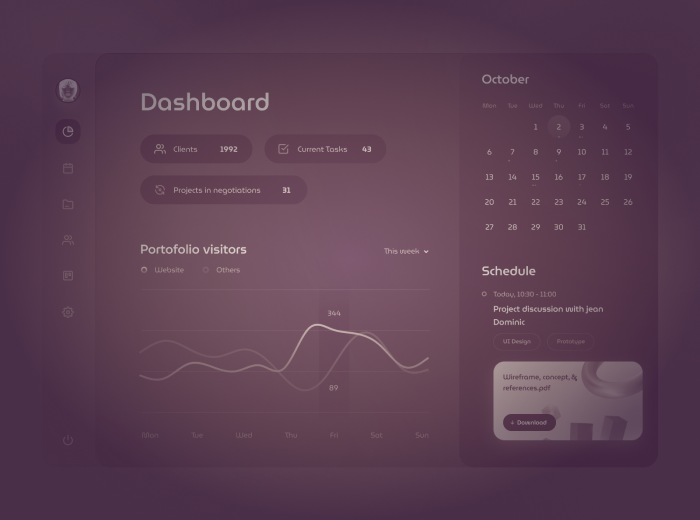 Dashboard
Clients 1992
Current Tasks 43
Projects in negotiations 31
Portofolio visitors
This week
Website Others
344
89
Mon Tue Wed Thu Fri Sat Sun
October
Mon Tue Wed Thu Fri Sat Sun
1 2 3 4 5
6 7 8 9 10 11 12
13 14 15 16 17 18 19
20 21 22 23 24 25 26
27 28 29 30 31
Schedule
Today, 10:30 - 11:00
Project discussion with jean
Dominic
UI Design Prototype
Wireframe, concept, &
references.pdf
↓ Download